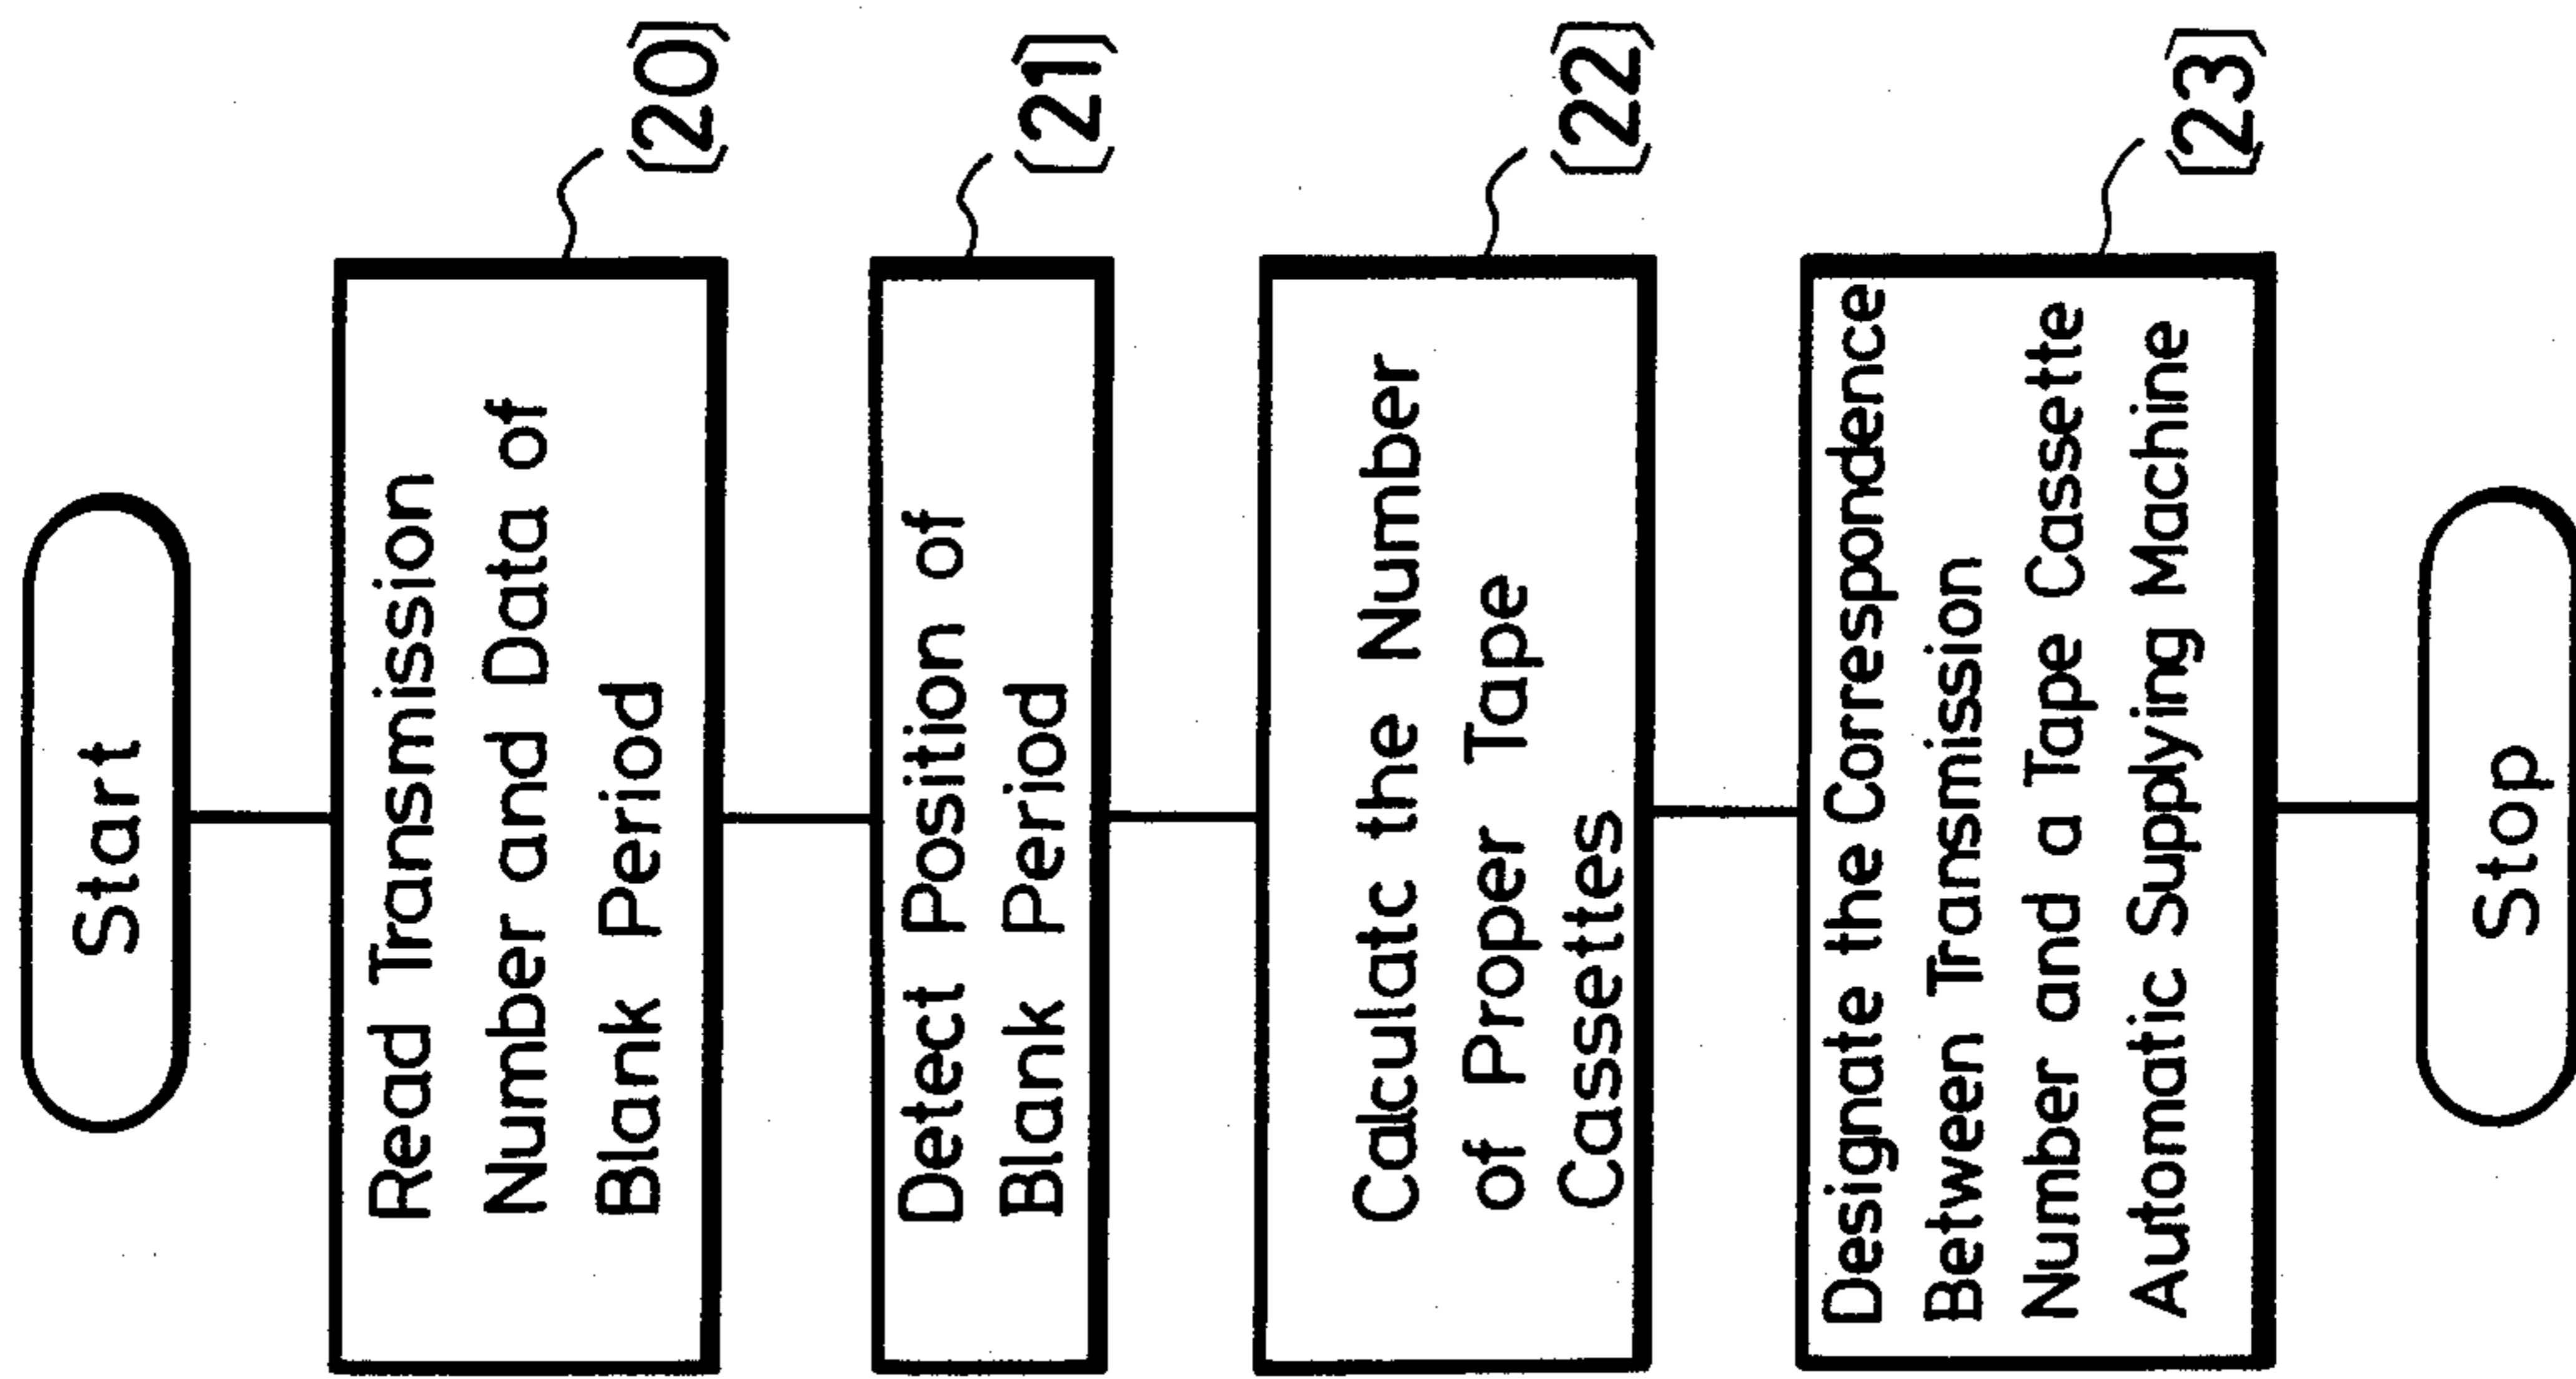 Start
Read Transmission
Number and Data of
Blank Period
(20)
Detect Position of
Blank Period
(21)
Calculatc the Number
of Proper Tape
Cassettes
(22)
Designate the Correspondence
Between Transmission
Number and a Tape Cassette
Automatic Supplying Machine
(23)
Stop